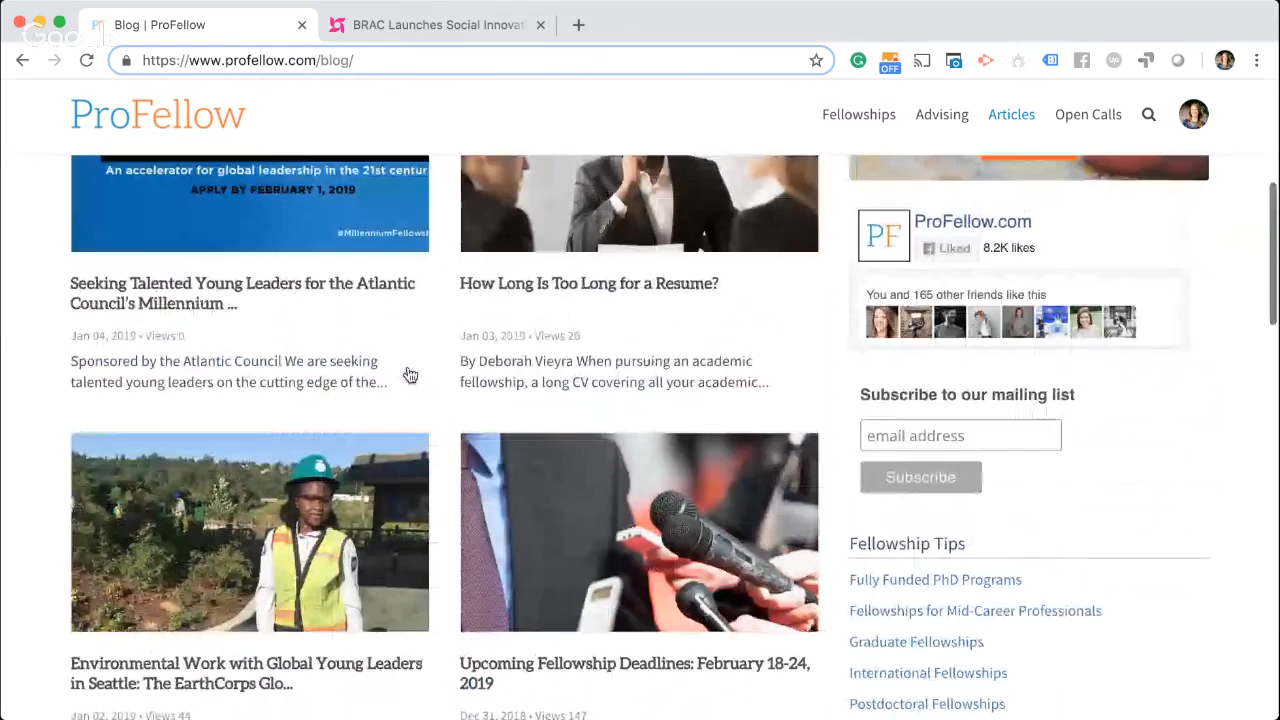 Blog | ProFellow
BRAC Launches Social Innovat
https://www.profellow.com/blog/
OFF
ProFellow
Fellowships
Advising
Articles
Open Calls
An accelerator for global leadership in the 21st centur
APPLY BY FEBRUARY 1, 2019
#MillenniumFellowsh
Seeking Talented Young Leaders for the Atlantic
Council's Millennium ...
Jan 04, 2019 • Views 0
Sponsored by the Atlantic Council We are seeking
talented young leaders on the cutting edge of the...
How Long Is Too Long for a Resume?
Jan 03, 2019 • Views 26
By Deborah Vieyra When pursuing an academic
fellowship, a long CV covering all your academic...
Environmental Work with Global Young Leaders
in Seattle: The EarthCorps Glo...
Jan 02, 2019 • Views 44
Upcoming Fellowship Deadlines: February 18-24,
2019
Dec 31, 2018 • Views 147
PF
ProFellow.com
Liked
8.2K likes
You and 165 other friends like this
Subscribe to our mailing list
email address
Subscribe
Fellowship Tips
Fully Funded PhD Programs
Fellowships for Mid-Career Professionals
Graduate Fellowships
International Fellowships
Postdoctoral Fellowships